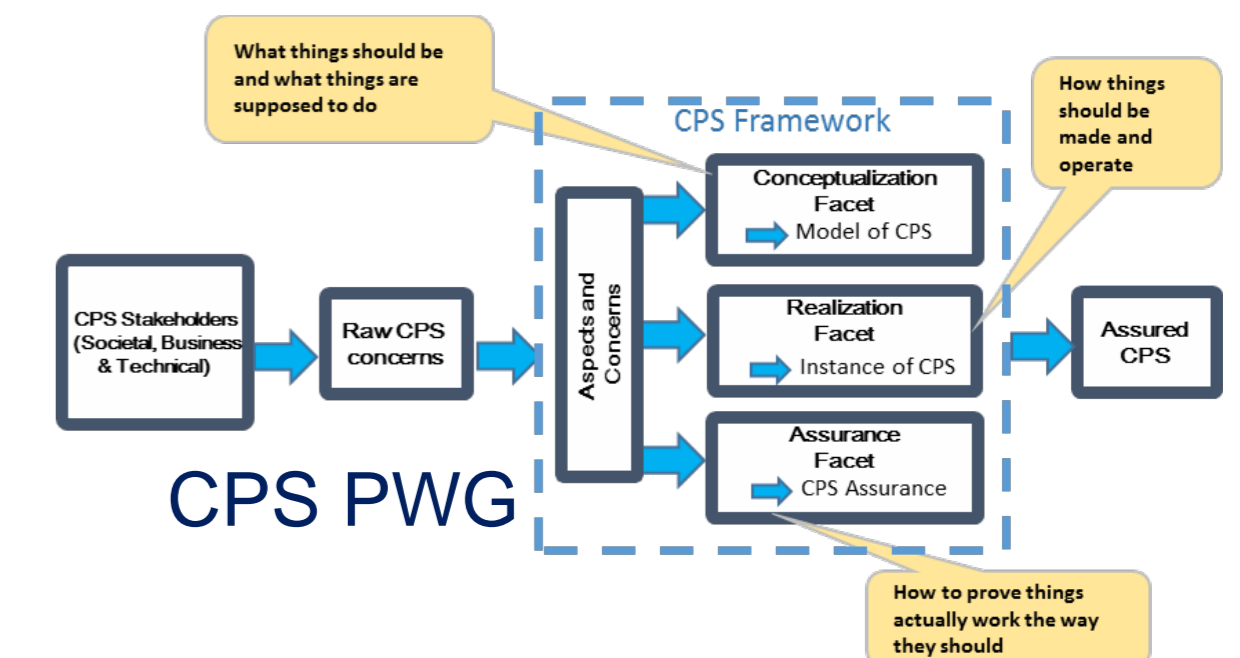 What things should be
and what things are
supposed to do
How things
should be
made and
operate
CPS Framework
Conceptualization
Facet
Model of CPS
CPS Stakeholders
(Societal, Business
& Technical)
Raw CPS
concerns
Aspects and
Concerns
Realization
Facet
Instance of CPS
Assured
CPS
Assurance
Facet
CPS Assurance
CPS PWG
How to prove things
actually work the way
they should